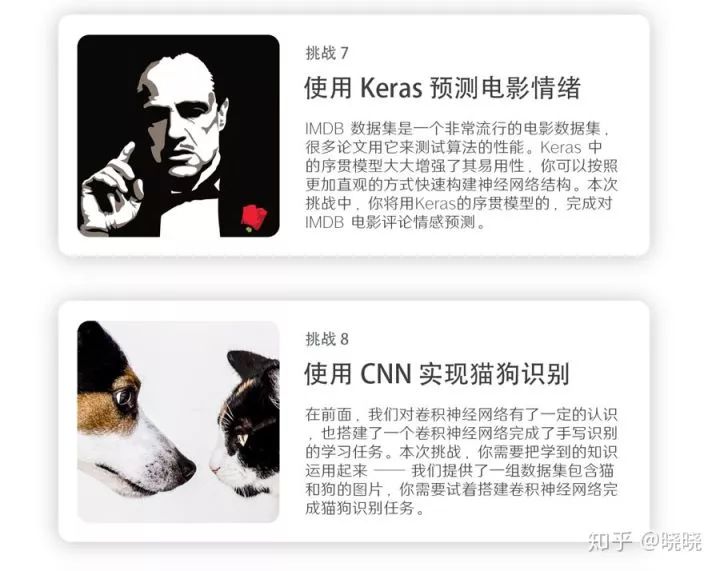 挑战 7
使用 Keras 预测电影情绪
IMDB 数据集是一个非常流行的电影数据集，
很多论文用它来测试算法的性能。Keras 中
的序贯模型大大增强了其易用性，你可以按照
更加直观的方式快速构建神经网络结构。本次
挑战中，你将用Keras的序贯模型的，完成对
IMDB 电影评论情感预测。
挑战 8
使用 CNN 实现猫狗识别
在前面，我们对卷积神经网络有了一定的认识
，也搭建了一个卷积神经网络完成了手写识别
的学习任务。本次挑战，你需要把学到的知识
运用起来 —— 我们提供了一组数据集包含猫
和狗的图片，你需要试着搭建卷积神经网络完
成猫狗识别任务。
知乎 @晓晓